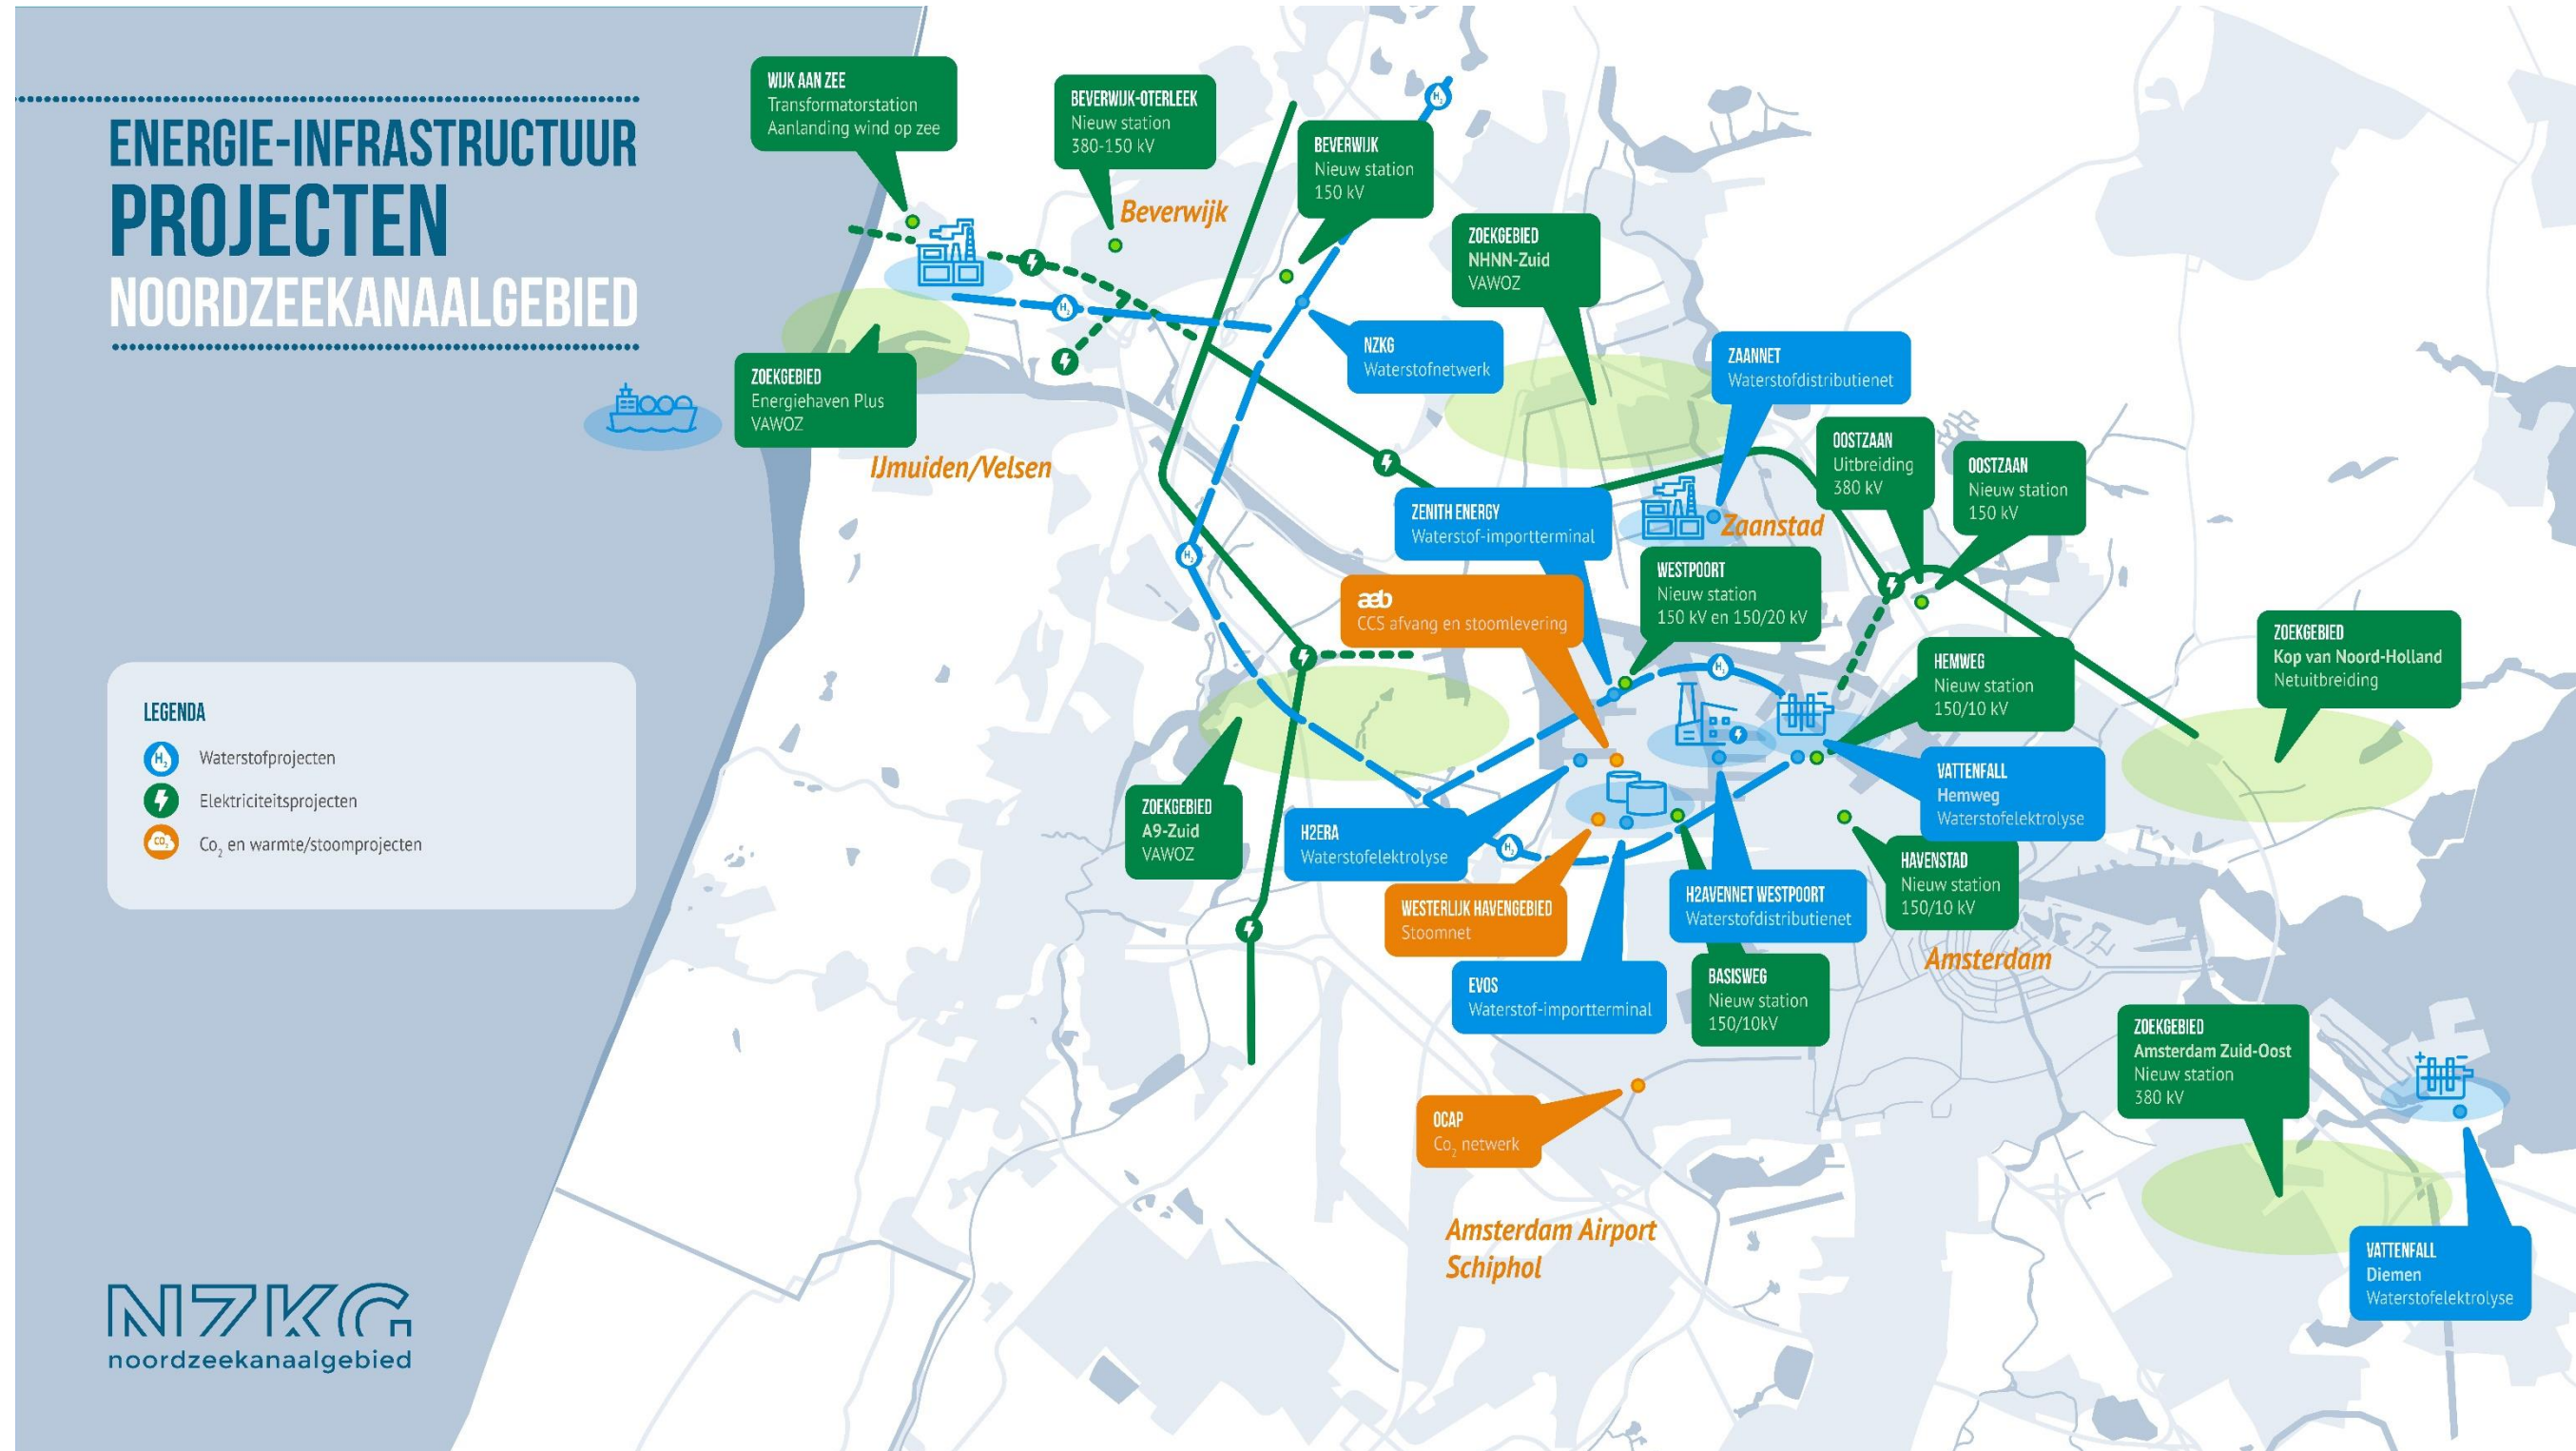 ENERGIE-INFRASTRUCTUUR
PROJECTEN
NOORDZEEKANAALGEBIED
WIJK AAN ZEE
Transformatorstation
Aanlanding wind op zee
BEVERWIJK-OTERLEEK
Nieuw station
380-150 kV
BEVERWIJK
Nieuw station
150 kV
Beverwijk
H₂
ZOEKGEBIED
NHNN-Zuid
VAWOZ
H₂
NZKG
Waterstofnetwerk
ZAANNET
Waterstofdistributienet
ZOEKGEBIED
Energiehaven Plus
VAWOZ
IJmuiden/Velsen
OOSTZAAN
Uitbreiding
380 kV
OOSTZAAN
Nieuw station
150 kV
ZENITH ENERGY
Waterstof-importterminal
Zaanstad
H₂
WESTPOORT
Nieuw station
150 kV en 150/20 kV
aeb
CCS afvang en stoomlevering
H₂
HEMWEG
Nieuw station
150/10 kV
ZOEKGEBIED
Kop van Noord-Holland
Netuitbreiding
LEGENDA
H₂
Waterstofprojecten
Elektriciteitsprojecten
CO₂
Co₂ en warmte/stoomprojecten
VATTENFALL
Hemweg
Waterstofelektrolyse
ZOEKGEBIED
A9-Zuid
VAWOZ
H2ERA
Waterstofelektrolyse
H₂
HAVENSTAD
Nieuw station
150/10 kV
WESTERLIJK HAVENGEBIED
Stoomnet
H2AVENNET WESTPOORT
Waterstofdistributienet
Amsterdam
EVOS
Waterstof-importterminal
BASISWEG
Nieuw station
150/10kV
ZOEKGEBIED
Amsterdam Zuid-Oost
Nieuw station
380 kV
OCAP
Co₂ netwerk
Amsterdam Airport
Schiphol
VATTENFALL
Diemen
Waterstofelektrolyse
NZKG
noordzeekanaalgebied